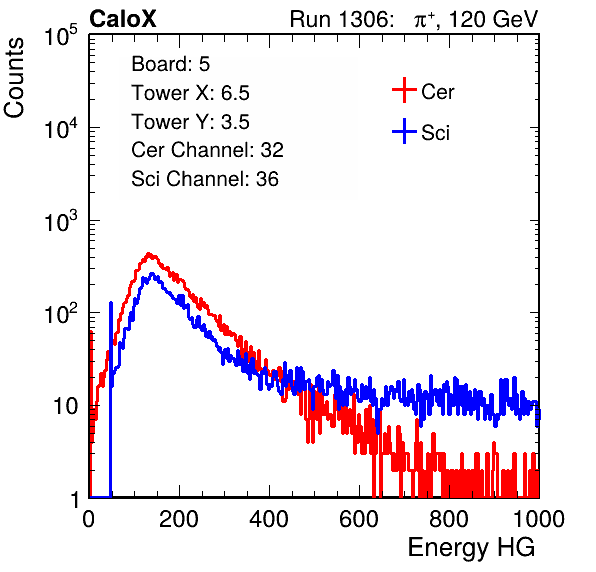 CaloX Run 1306: π⁺, 120 GeV
Board: 5
Tower X: 6.5
Tower Y: 3.5
Cer Channel: 32
Sci Channel: 36
Cer
Sci
Counts
10⁵
10⁴
10³
10²
10
1
0 200 400 600 800 1000
Energy HG